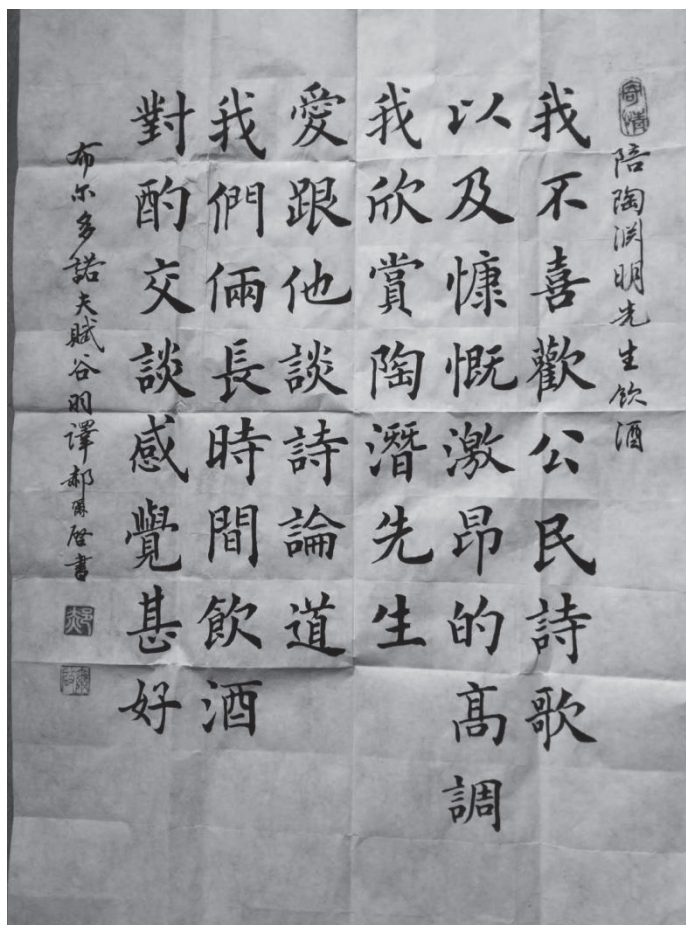 陪陶渊明先生飲酒
我不喜歡公民詩歌
以及慷慨激昂的高調
我欣賞陶潛先生
愛跟他談詩論道
我們倆長時間飲酒
對酌交談感覺甚好
布尔多諾夫賦谷羽譯郝爾啓書